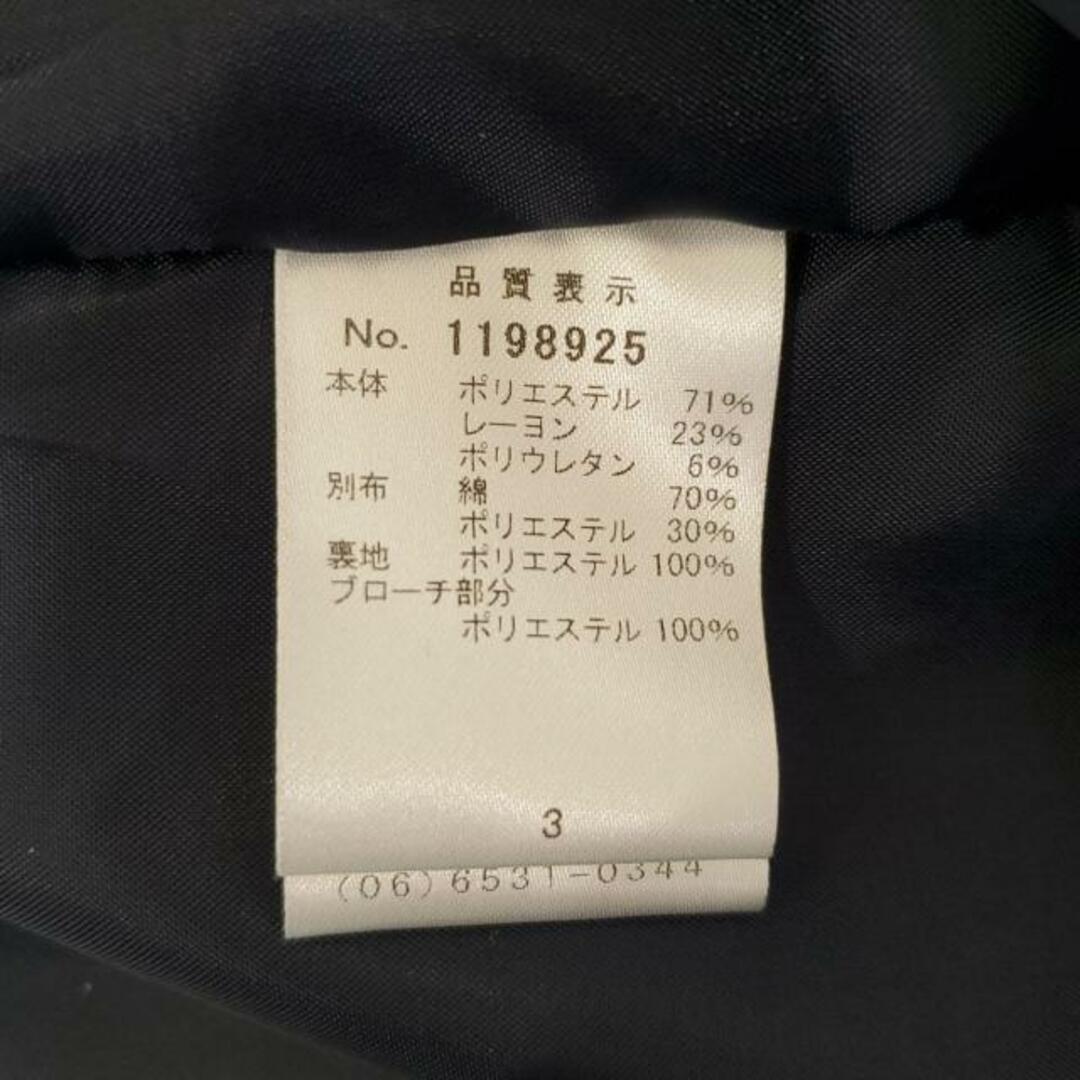 品質表示
No. 1198925
本体 ポリエステル 71%
レーヨン 23%
ポリウレタン 6%
別布 綿 70%
ポリエステル 30%
裏地 ポリエステル 100%
ブローチ部分
ポリエステル 100%
3
(06)6531-0344